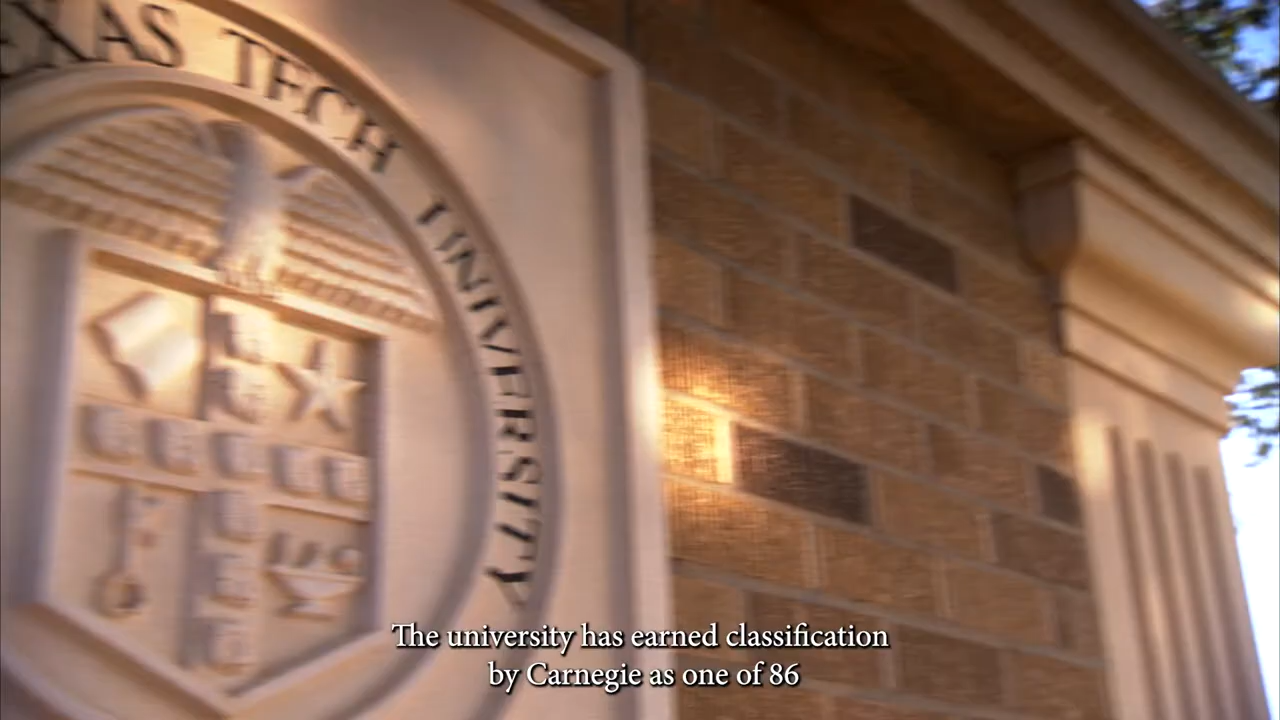 EXAS TECH UNIVERSITY
The university has earned classification
by Carnegie as one of 86